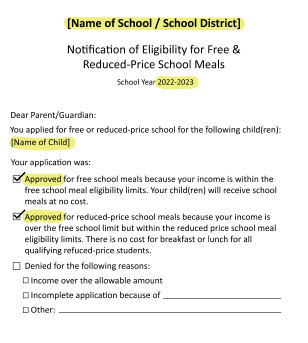 [Name of School / School District]
Notification of Eligibility for Free &
Reduced-Price School Meals
School Year 2022-2023
Dear Parent/Guardian:
You applied for free or reduced-price school for the following child(ren):
[Name of Child]
Your application was:
Approved for free school meals because your income is within the
free school meal eligibility limits. Your child(ren) will receive school
meals at no cost.
Approved for reduced-price school meals because your income is
over the free school limit but within the reduced price school meal
eligibility limits. There is no cost for breakfast or lunch for all
qualifying refuced-price students.
Denied for the following reasons:
Income over the allowable amount
Incomplete application because of
Other: